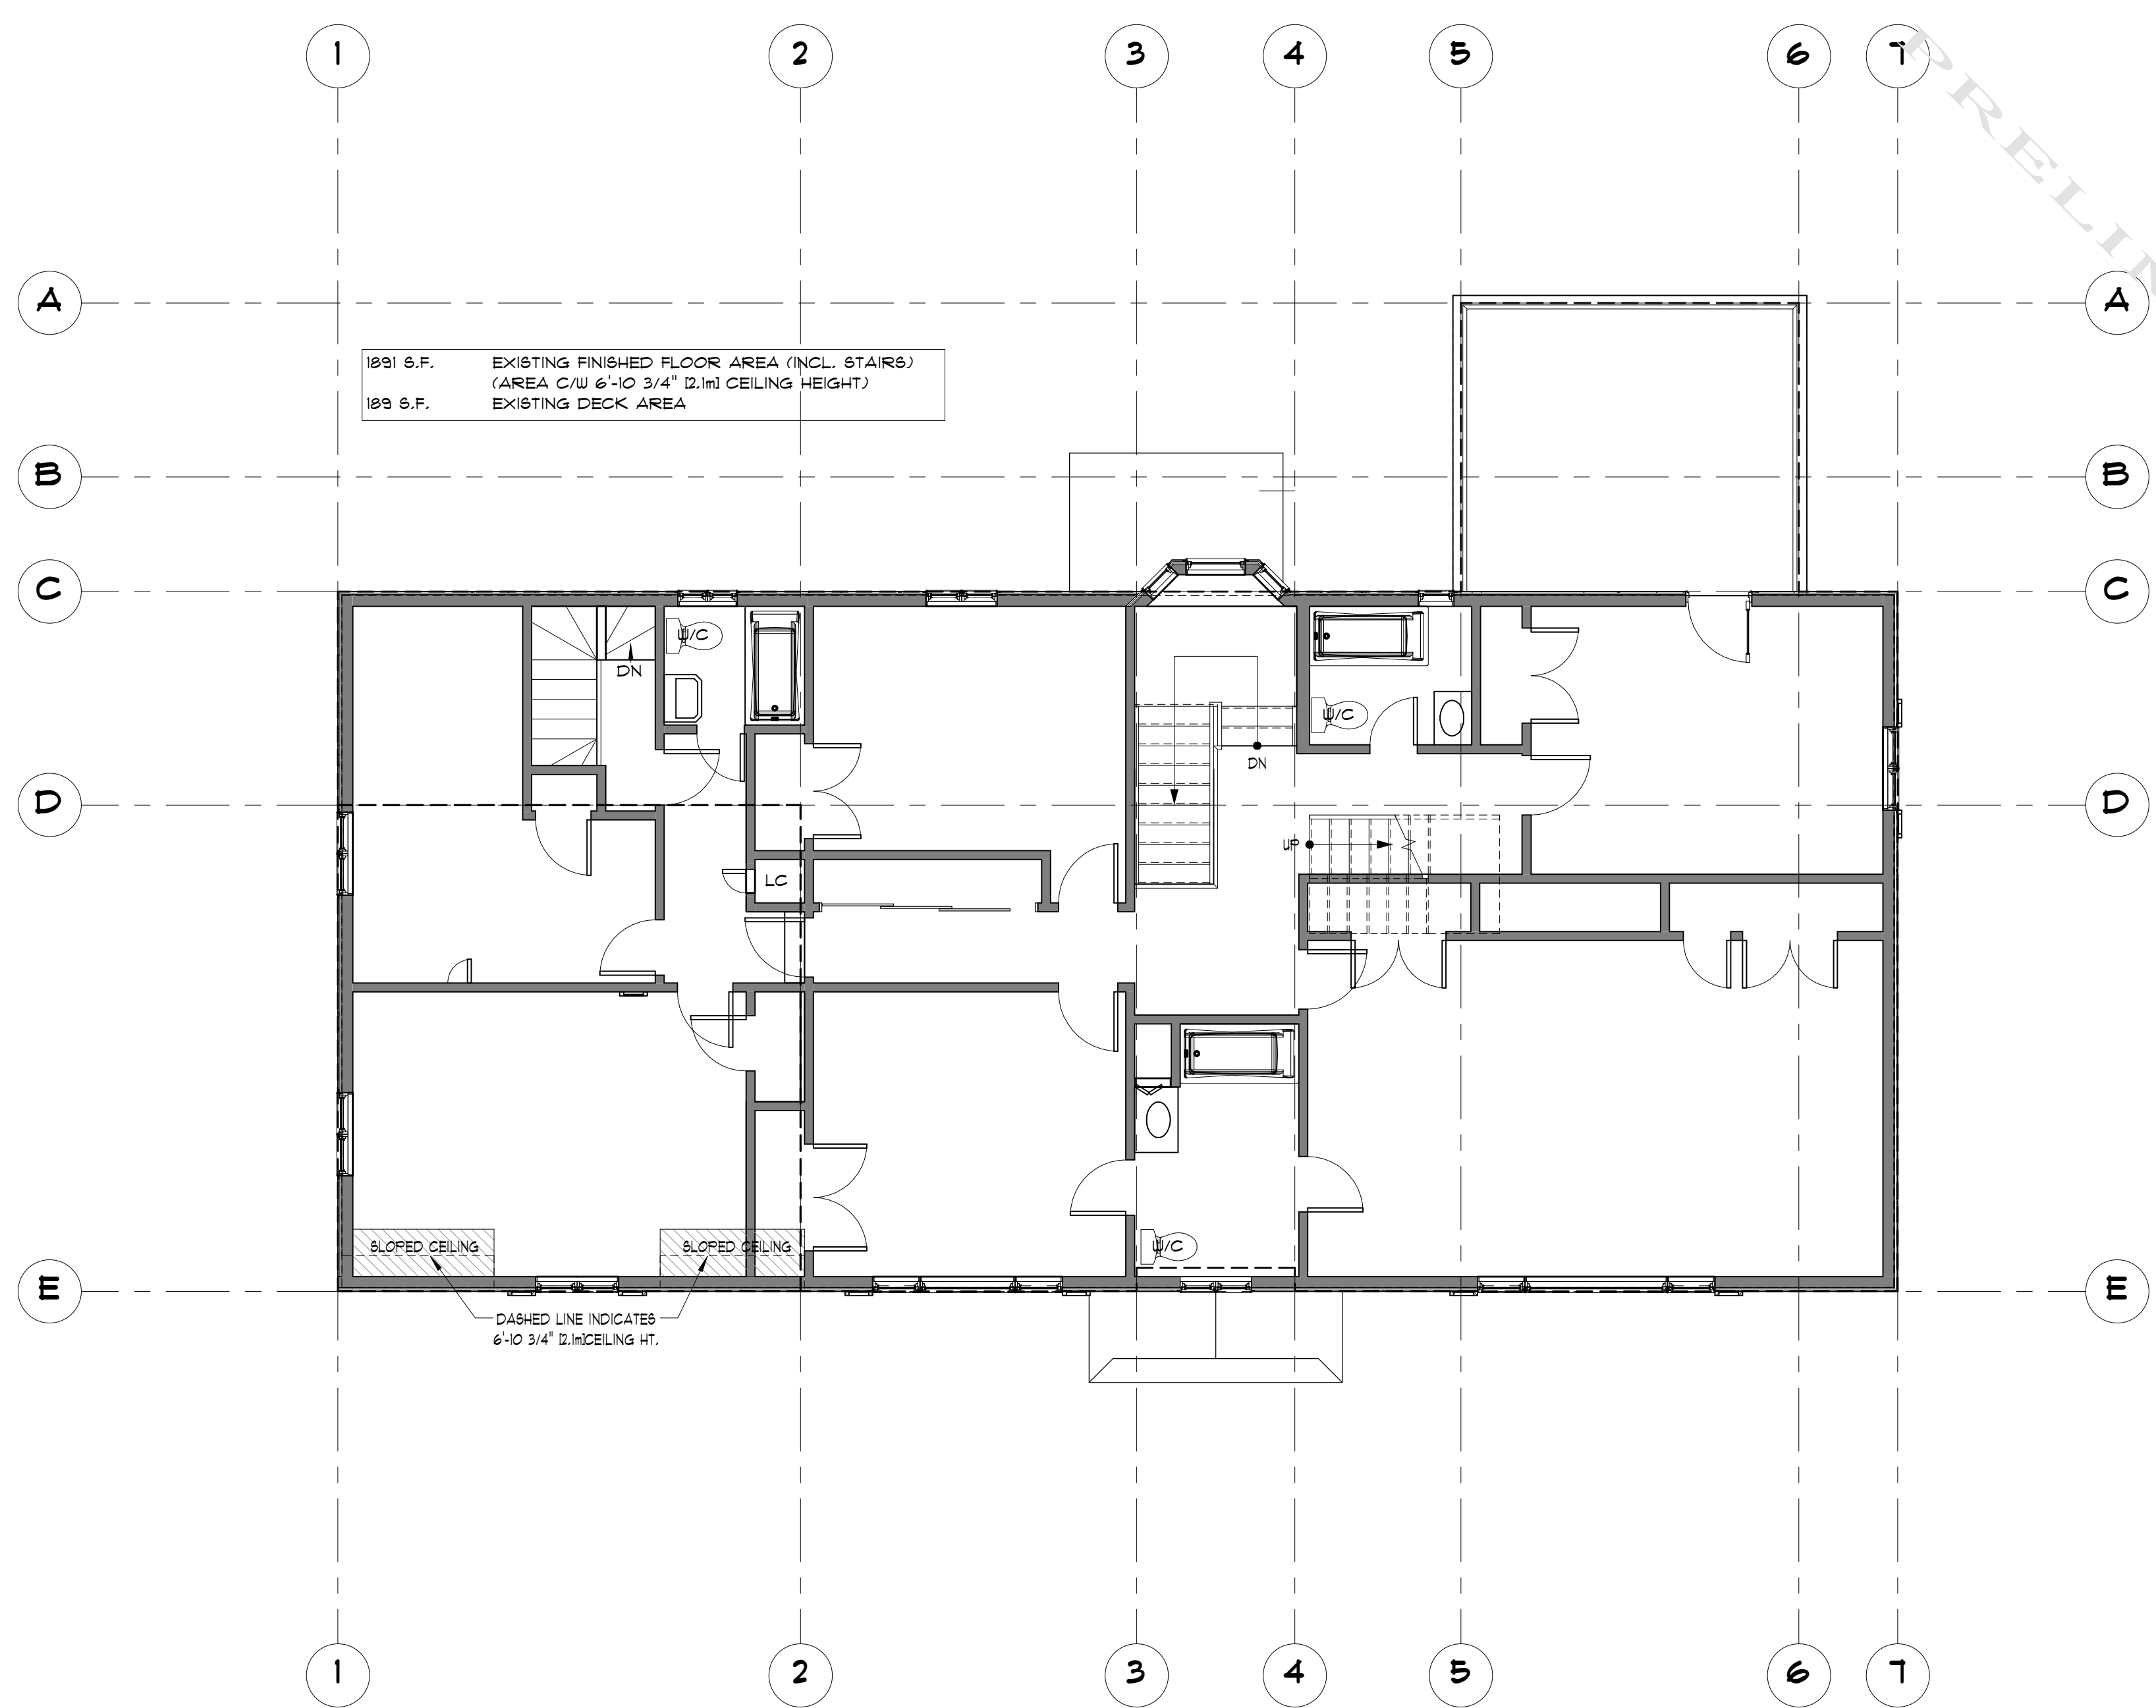 1 2 3 4 5 6 7
PRELIM
A A
1891 S.F. EXISTING FINISHED FLOOR AREA (INCL. STAIRS)
(AREA C/W 6'-10 3/4" [2.1m] CEILING HEIGHT)
189 S.F. EXISTING DECK AREA
B B
C C
W/C
DN
W/C
DN
D D
UP
LC
W/C
SLOPED CEILING SLOPED CEILING
E E
DASHED LINE INDICATES
6'-10 3/4" [2.1m]CEILING HT.
1 2 3 4 5 6 7